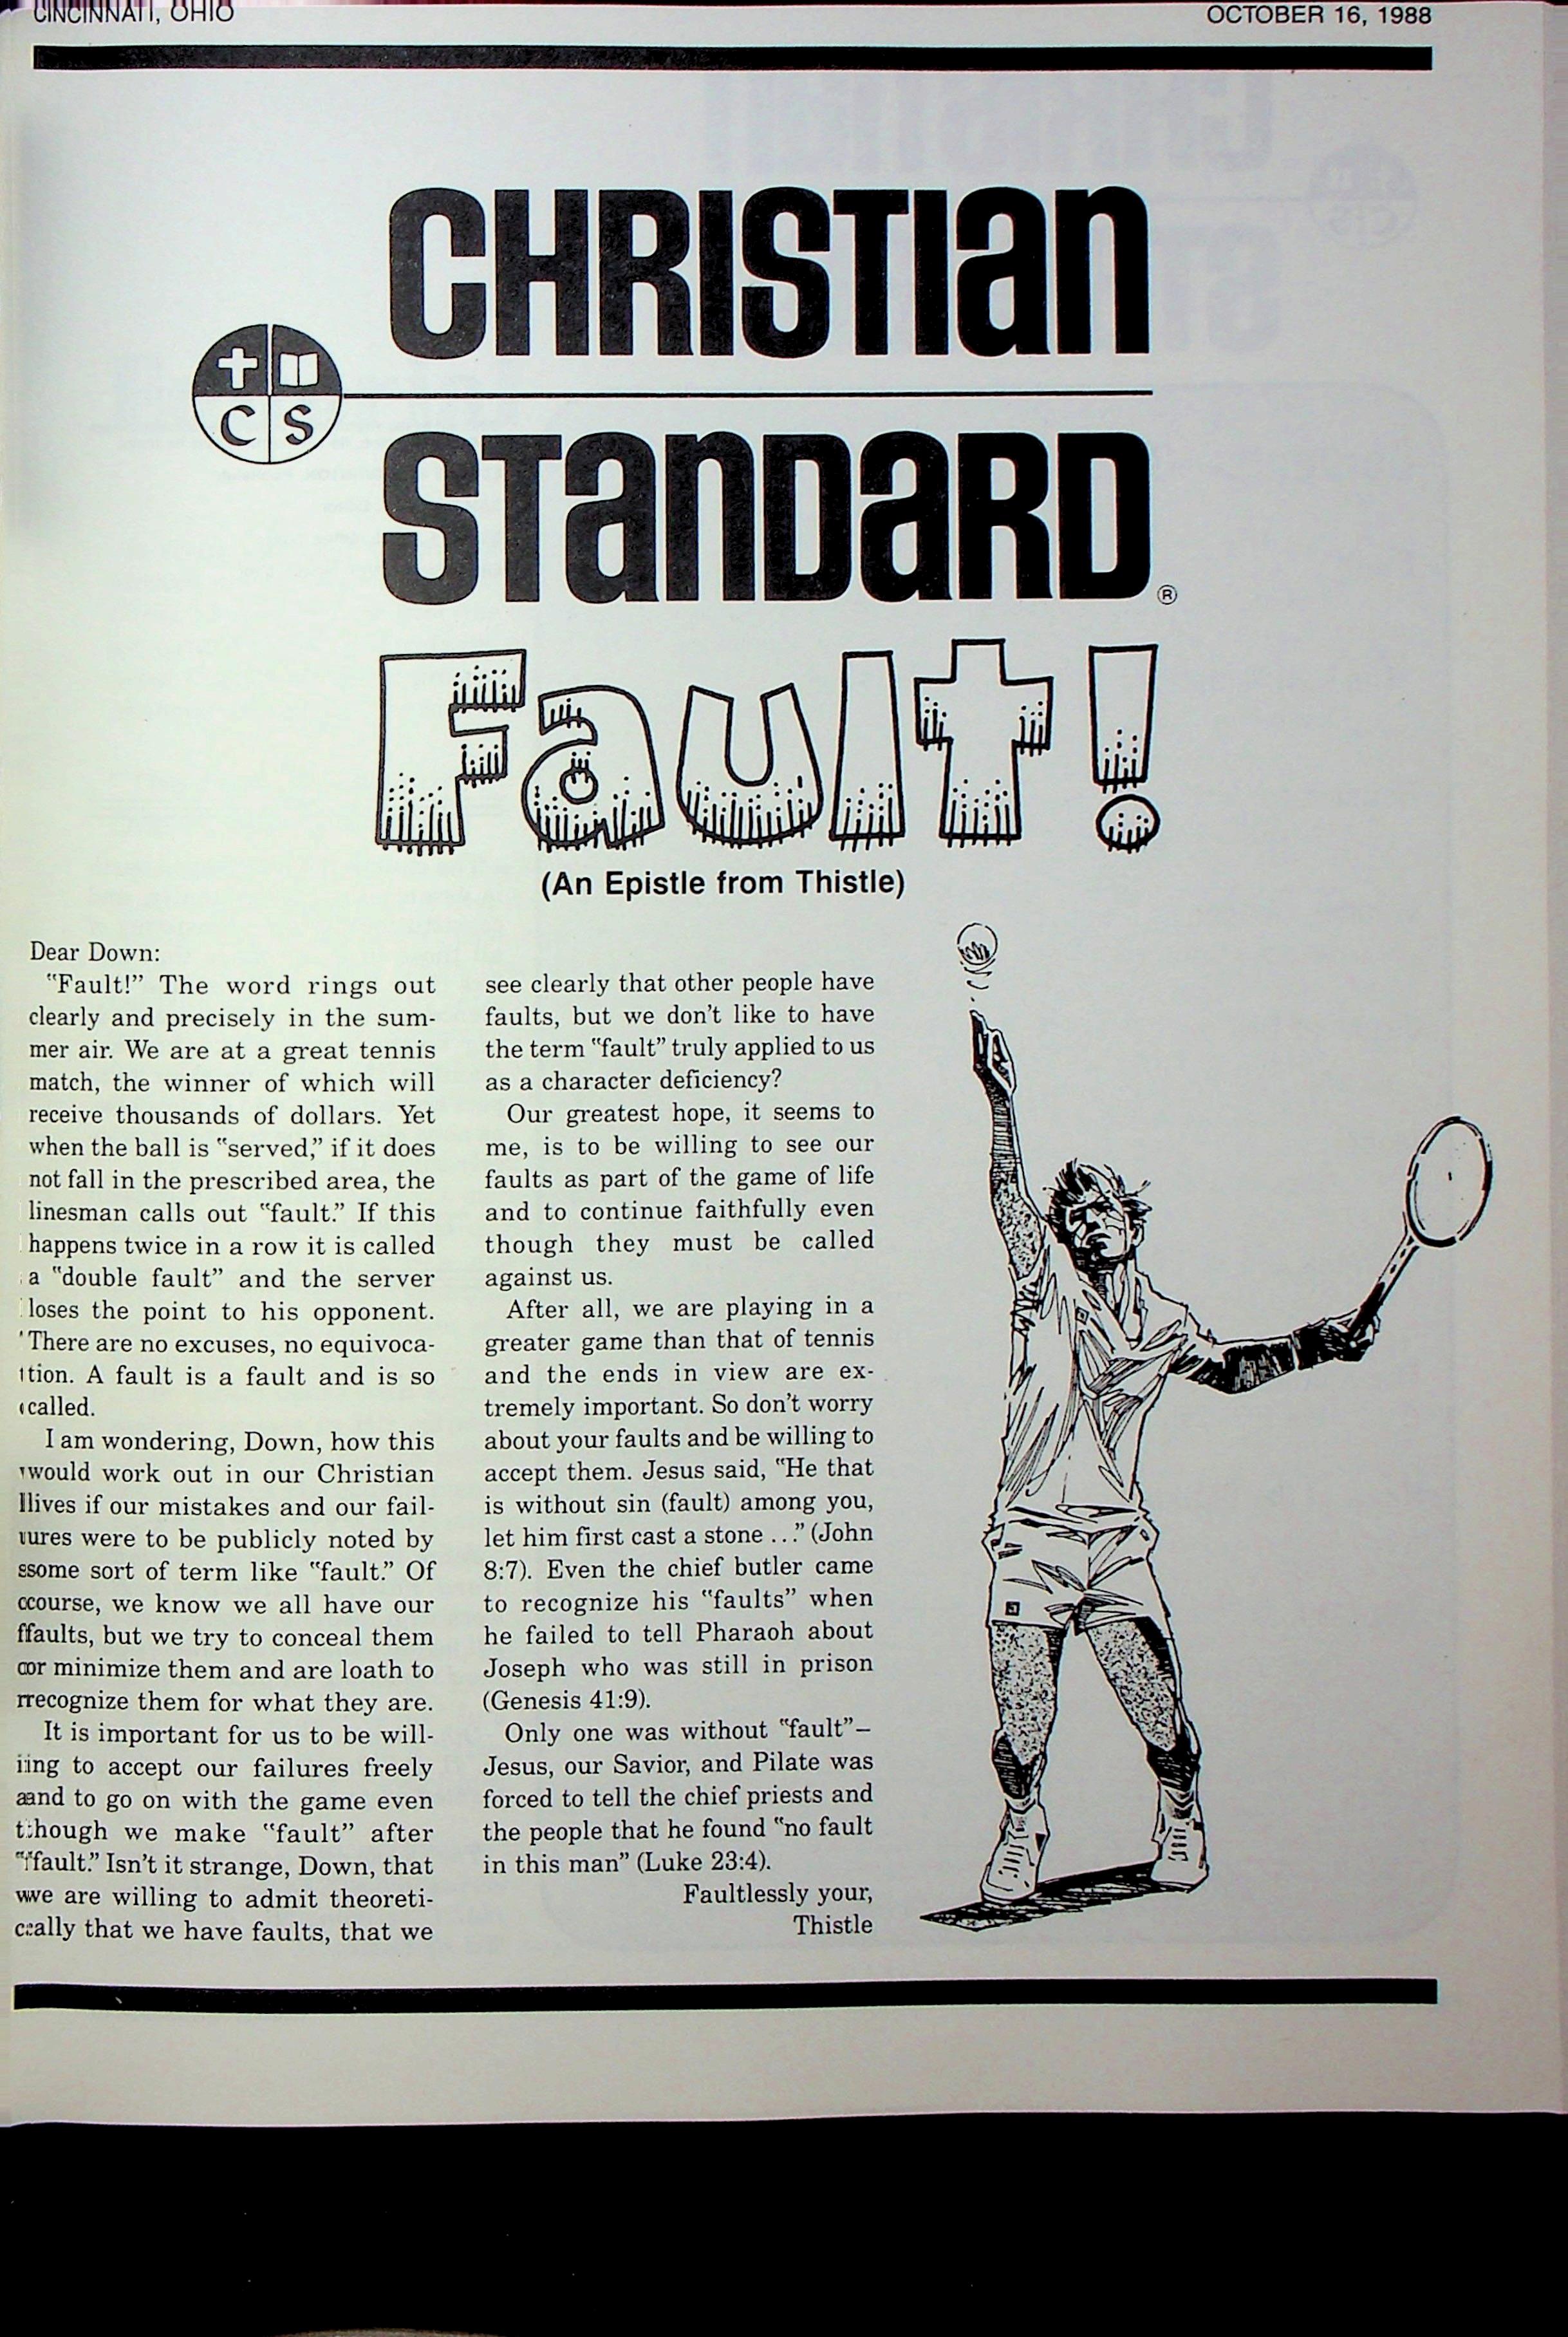 CINCINNATI, OHIO
OCTOBER 16, 1988
CHRISTIAN
C S
STANDARD®
Fault!
(An Epistle from Thistle)
Dear Down:
"Fault!" The word rings out
clearly and precisely in the sum-
mer air. We are at a great tennis
match, the winner of which will
receive thousands of dollars. Yet
when the ball is "served," if it does
not fall in the prescribed area, the
linesman calls out "fault." If this
happens twice in a row it is called
a "double fault" and the server
loses the point to his opponent.
There are no excuses, no equivoca-
tion. A fault is a fault and is so
called.
I am wondering, Down, how this
would work out in our Christian
lives if our mistakes and our fail-
ures were to be publicly noted by
some sort of term like "fault." Of
course, we know we all have our
faults, but we try to conceal them
or minimize them and are loath to
recognize them for what they are.
It is important for us to be will-
ing to accept our failures freely
and to go on with the game even
though we make "fault" after
"fault." Isn't it strange, Down, that
we are willing to admit theoreti-
cally that we have faults, that we
see clearly that other people have
faults, but we don't like to have
the term "fault" truly applied to us
as a character deficiency?
Our greatest hope, it seems to
me, is to be willing to see our
faults as part of the game of life
and to continue faithfully even
though they must be called
against us.
After all, we are playing in a
greater game than that of tennis
and the ends in view are ex-
tremely important. So don't worry
about your faults and be willing to
accept them. Jesus said, "He that
is without sin (fault) among you,
let him first cast a stone ..." (John
8:7). Even the chief butler came
to recognize his "faults" when
he failed to tell Pharaoh about
Joseph who was still in prison
(Genesis 41:9).
Only one was without "fault"–
Jesus, our Savior, and Pilate was
forced to tell the chief priests and
the people that he found "no fault
in this man" (Luke 23:4).
Faultlessly your,
Thistle